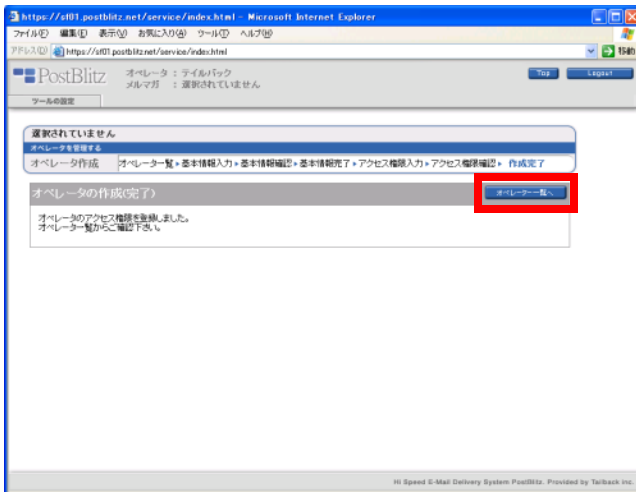 https://sf01.postblitz.net/service/index.html - Microsoft Internet Explorer
ファイル(F) 編集(E) 表示(V) お気に入り(A) ツール(T) ヘルプ(H)
アドレス(D) https://sf01.postblitz.net/service/index.html 移動
PostBlitz オペレータ : テイルバック Top Logout
メルマガ : 選択されていません
ツールの設定
選択されていません
オペレータを管理する
オペレータ作成 オペレーター覧 ▸ 基本情報入力 ▸ 基本情報確認 ▸ 基本情報完了 ▸ アクセス権限入力 ▸ アクセス権限確認 ▸ 作成完了
オペレータの作成(完了) オペレーター覧へ
オペレータのアクセス権限を登録しました。
オペレーター覧からご確認下さい。
Hi Speed E-Mail Delivery System PostBlitz. Provided by Tailback Inc.